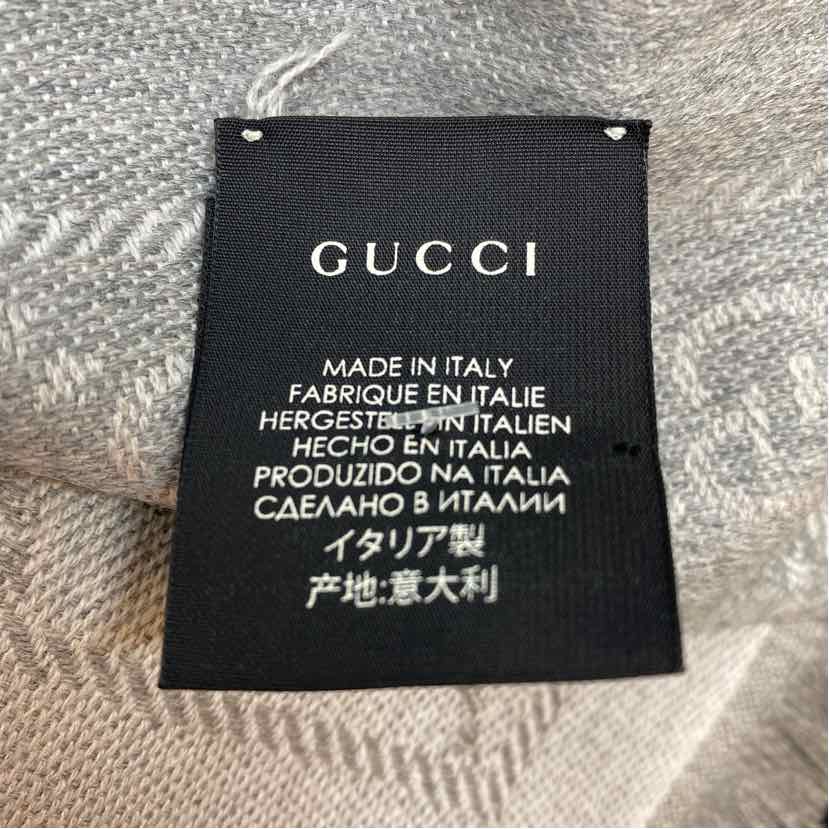 GUCCI
MADE IN ITALY
FABRIQUE EN ITALIE
HERGESTELLT IN ITALIEN
HECHO EN ITALIA
PRODUZIDO NA ITALIA
СДЕЛАНО В ИТАЛИИ
イタリア製
产地:意大利